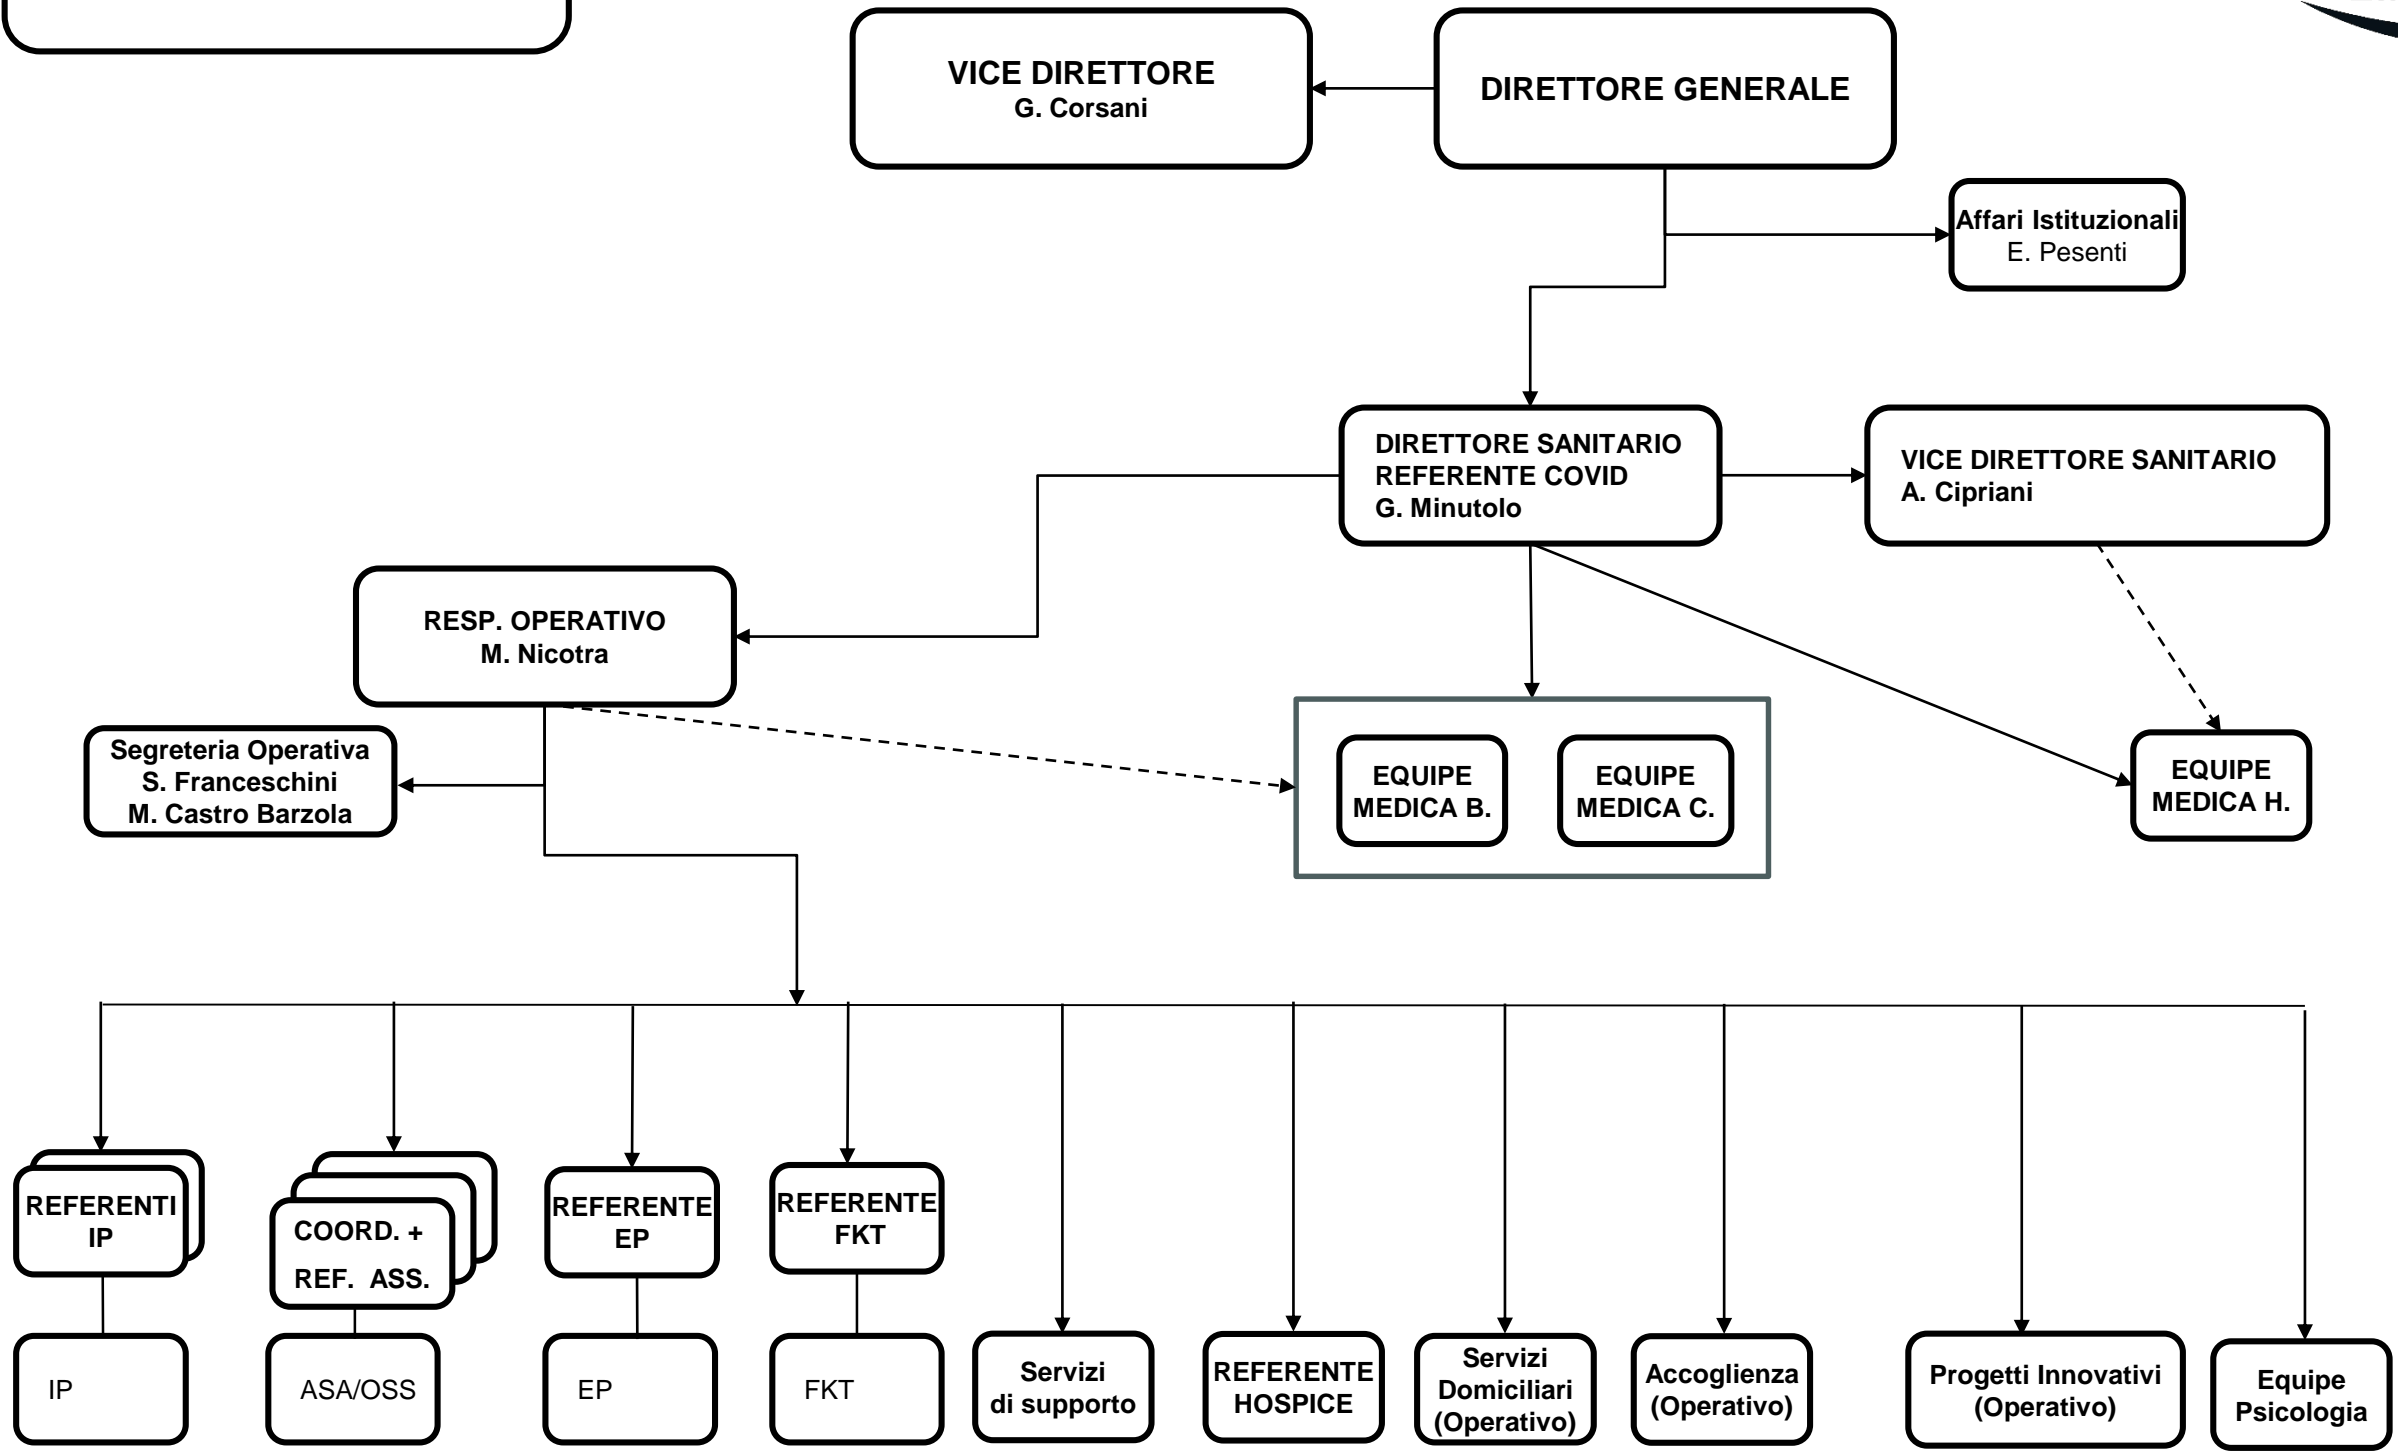 VICE DIRETTORE
G. Corsani
DIRETTORE GENERALE
Affari Istituzionali
E. Pesenti
DIRETTORE SANITARIO
REFERENTE COVID
G. Minutolo
VICE DIRETTORE SANITARIO
A. Cipriani
RESP. OPERATIVO
M. Nicotra
Segreteria Operativa
S. Franceschini
M. Castro Barzola
EQUIPE
MEDICA B.
EQUIPE
MEDICA C.
EQUIPE
MEDICA H.
REFERENTI
IP
COORD. +
REF. ASS.
REFERENTE
EP
REFERENTE
FKT
IP
ASA/OSS
EP
FKT
Servizi
di supporto
REFERENTE
HOSPICE
Servizi
Domiciliari
(Operativo)
Accoglienza
(Operativo)
Progetti Innovativi
(Operativo)
Equipe
Psicologia